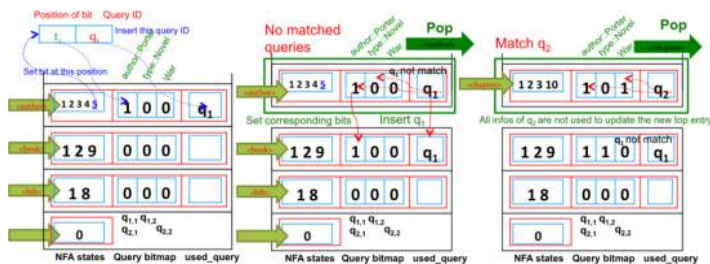 Position of bit Query ID
t, q,
Insert this query ID
Set bit at this position
author::Porter
type::Novel
War
<author>
1 2 3 4 5
1 0 0
q1
<book>
1 2 9
0 0 0
<bib>
1 8
0 0 0
0
q1,1 q1,2
q2,1 q2,2
NFA states Query bitmap used_query
No matched
queries
author::Porter
type::Novel
War
Pop
<author>
1 2 3 4 5
1 0 0
q1 not match
q1
Set corresponding bits
Insert q1
<book>
1 2 9
1 0 0
q1
<bib>
1 8
0 0 0
0
q1,1 q1,2
q2,1 q2,2
NFA states Query bitmap used_query
Match q2
author::Porter
type::Novel
War
Pop
<chapter>
1 2 3 10
1 0 1
q2
All infos of q2 are not used to update the new top entry
q1 not match
1 2 9
1 1 0
q1
1 8
0 0 0
0
q1,1 q1,2
q2,1 q2,2
NFA states Query bitmap used_query